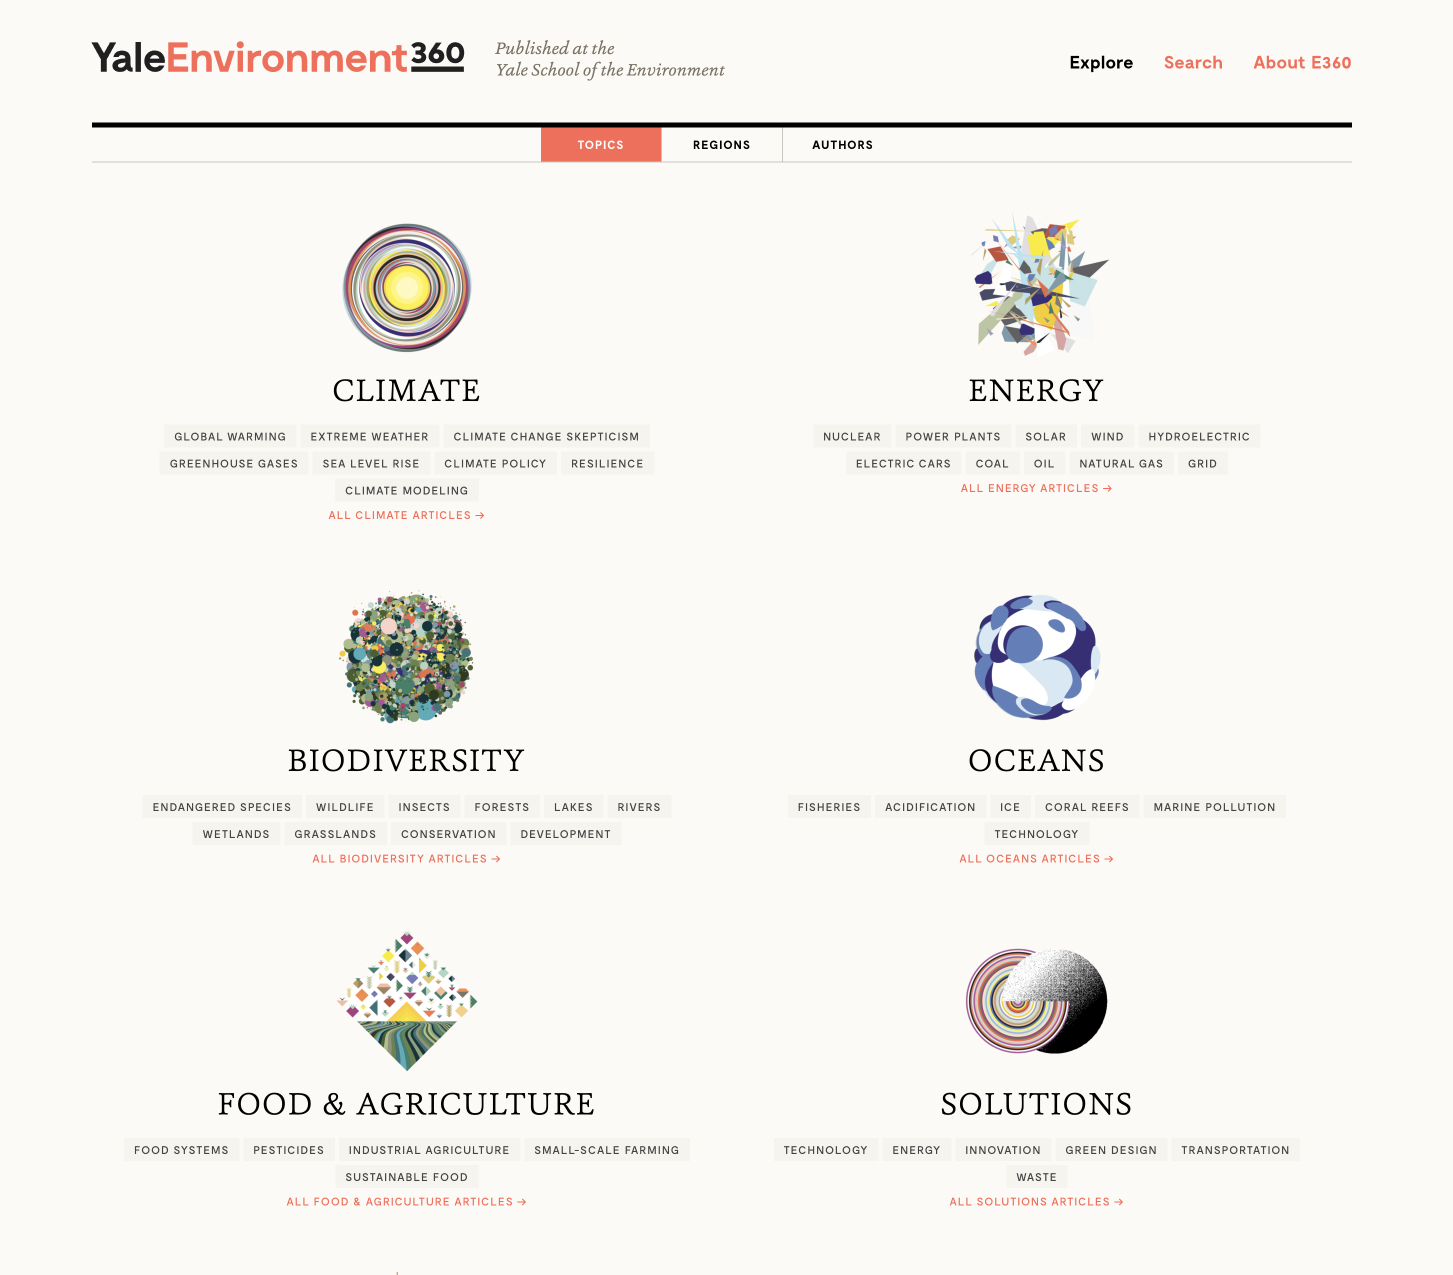 YaleEnvironment360
Published at the
Yale School of the Environment
Explore Search About E360
TOPICS REGIONS AUTHORS
CLIMATE
GLOBAL WARMING EXTREME WEATHER CLIMATE CHANGE SKEPTICISM
GREENHOUSE GASES SEA LEVEL RISE CLIMATE POLICY RESILIENCE
CLIMATE MODELING
ALL CLIMATE ARTICLES →
ENERGY
NUCLEAR POWER PLANTS SOLAR WIND HYDROELECTRIC
ELECTRIC CARS COAL OIL NATURAL GAS GRID
ALL ENERGY ARTICLES →
BIODIVERSITY
ENDANGERED SPECIES WILDLIFE INSECTS FORESTS LAKES RIVERS
WETLANDS GRASSLANDS CONSERVATION DEVELOPMENT
ALL BIODIVERSITY ARTICLES →
OCEANS
FISHERIES ACIDIFICATION ICE CORAL REEFS MARINE POLLUTION
TECHNOLOGY
ALL OCEANS ARTICLES →
FOOD & AGRICULTURE
FOOD SYSTEMS PESTICIDES INDUSTRIAL AGRICULTURE SMALL-SCALE FARMING
SUSTAINABLE FOOD
ALL FOOD & AGRICULTURE ARTICLES →
SOLUTIONS
TECHNOLOGY ENERGY INNOVATION GREEN DESIGN TRANSPORTATION
WASTE
ALL SOLUTIONS ARTICLES →